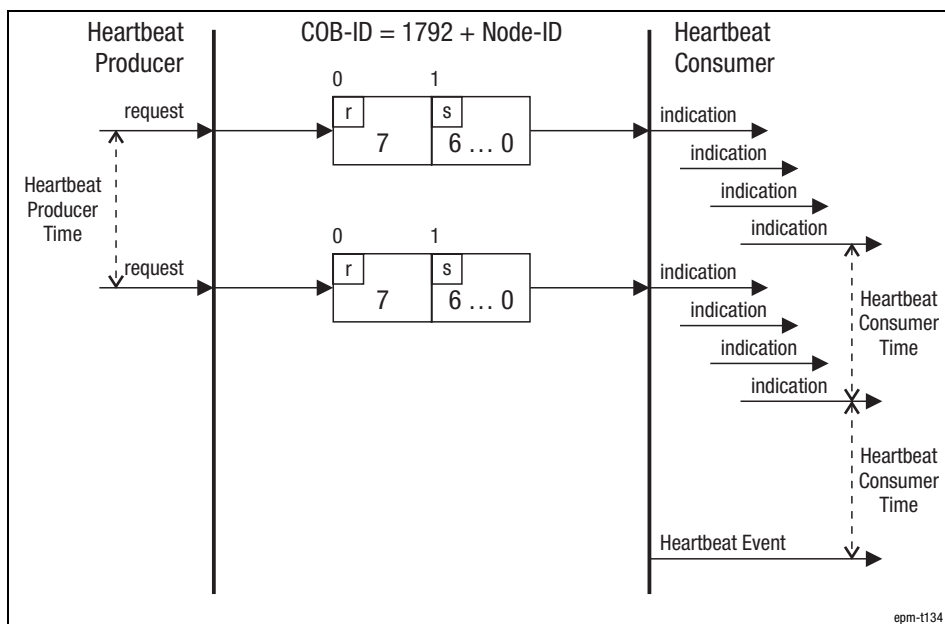 Heartbeat
Producer
COB-ID = 1792 + Node-ID
Heartbeat
Consumer
0 1
request
r
7
s
6 … 0
indication
indication
indication
indication
Heartbeat
Producer
Time
0 1
request
r
7
s
6 … 0
indication
indication
indication
indication
Heartbeat
Consumer
Time
Heartbeat
Consumer
Time
Heartbeat Event
epm-t134